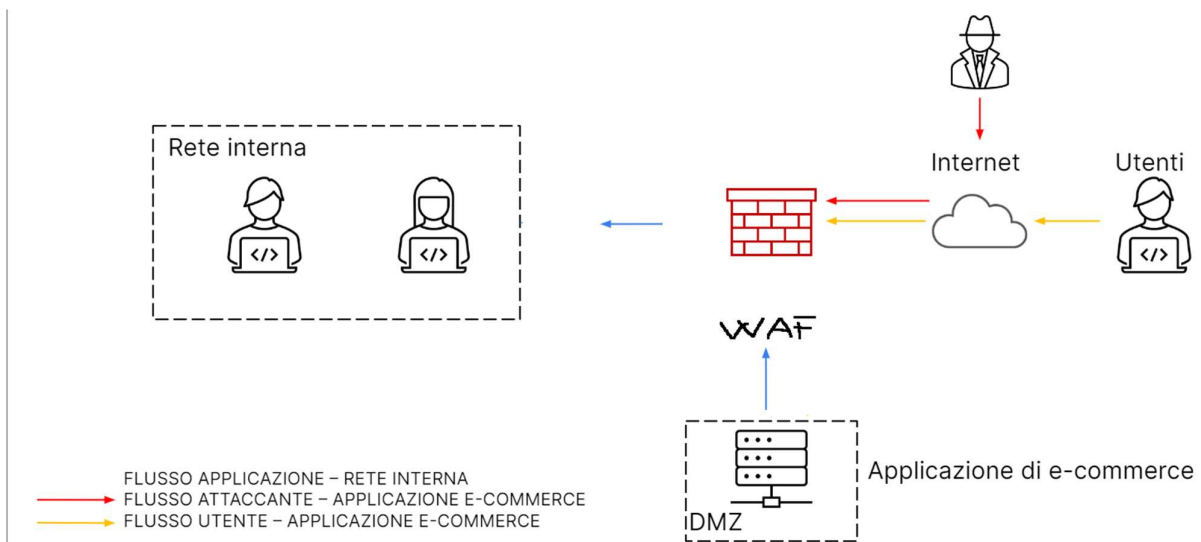 Rete interna
</>
</>
Internet
Utenti
</>
WAF
Applicazione di e-commerce
DMZ
FLUSSO APPLICAZIONE – RETE INTERNA
FLUSSO ATTACCANTE – APPLICAZIONE E-COMMERCE
FLUSSO UTENTE – APPLICAZIONE E-COMMERCE